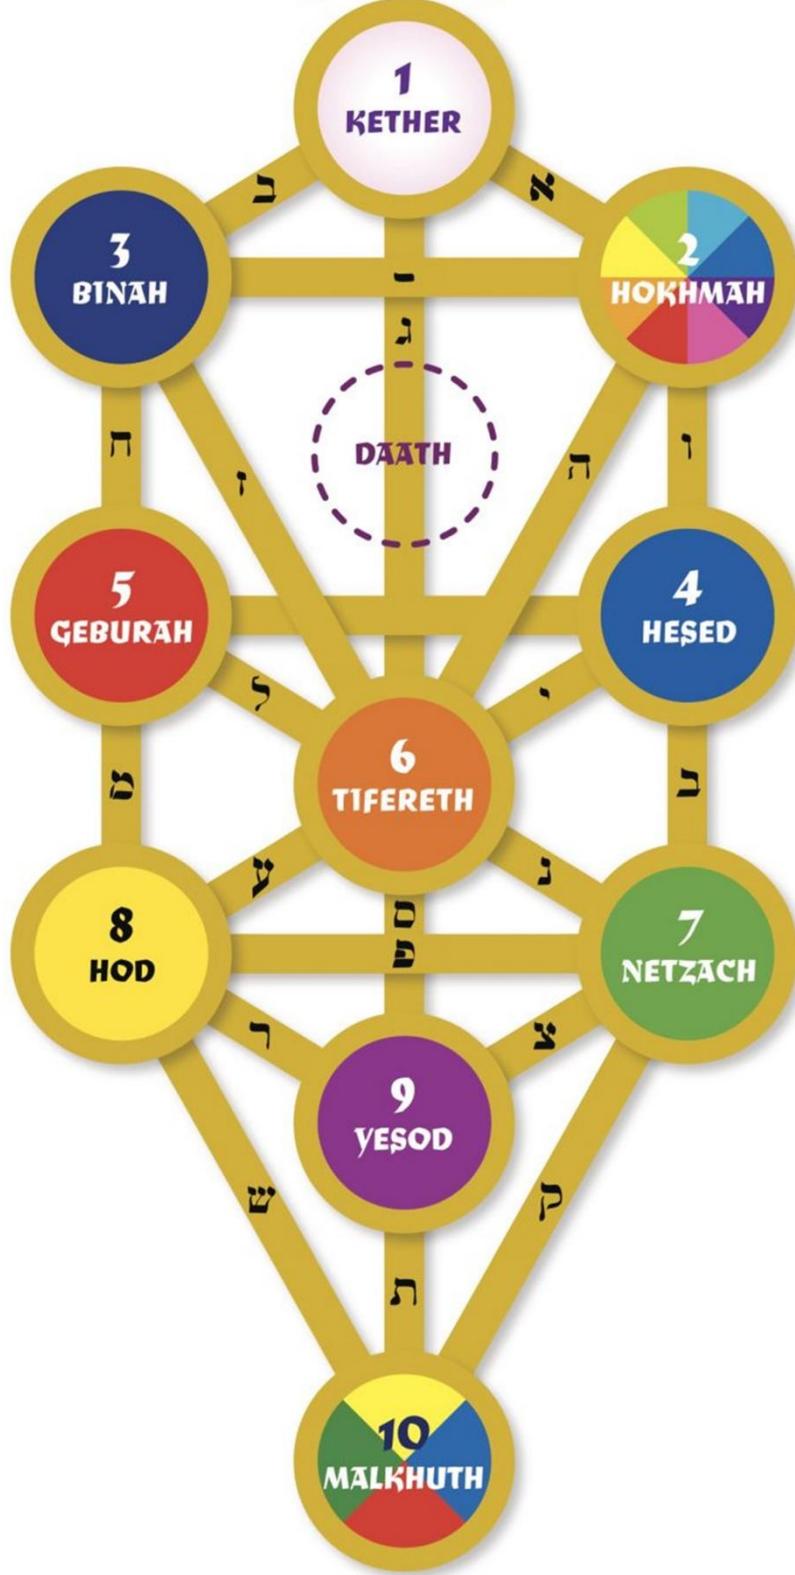 1
KETHER
א
3
BINAH
2
HOKHMAH
ג
ח
ז
DAATH
ה
ו
5
GEBURAH
4
HESED
ל
י
6
TIFERETH
נ
ס
8
HOD
פ
7
NETZACH
ר
צ
9
YESOD
ש
ק
ת
10
MALKHUTH